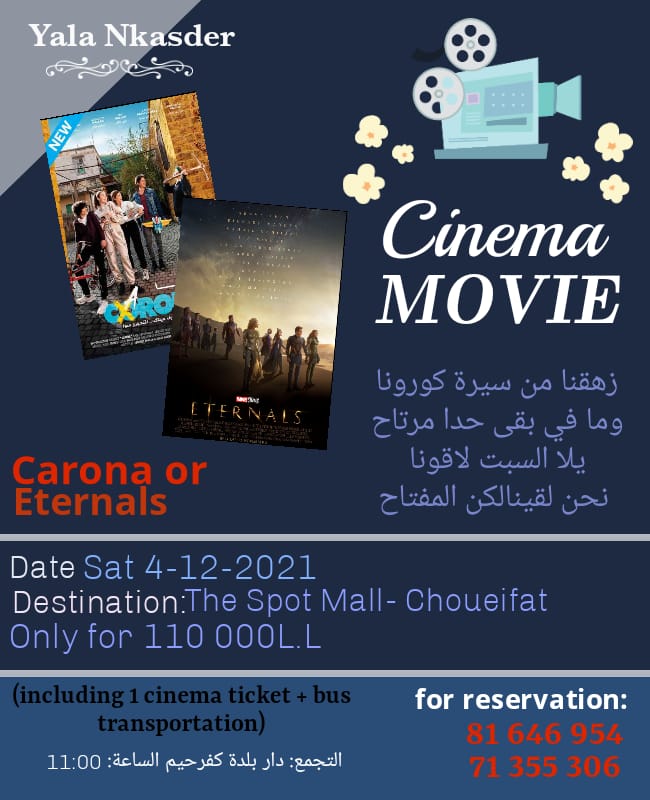 Yala Nkasder
NEW
MARVEL STUDIOS
ETERNALS
Cinema
MOVIE
زهقنا من سيرة كورونا
وما في بقى حدا مرتاح
يلا السبت لاقونا
نحن لقينالكن المفتاح
Carona or
Eternals
Date Sat 4-12-2021
Destination:The Spot Mall- Choueifat
Only for 110 000L.L
(including 1 cinema ticket + bus
transportation)
التجمع: دار بلدة كفرحيم الساعة: 11:00
for reservation:
81 646 954
71 355 306